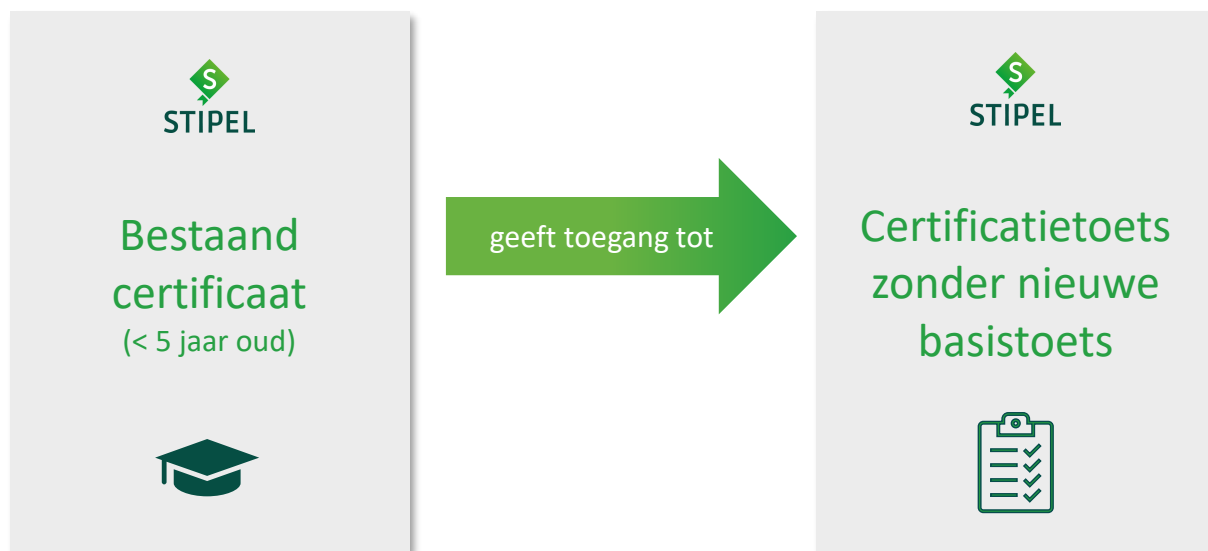 S
STIPEL
Bestaand
certificaat
(< 5 jaar oud)
geeft toegang tot
S
STIPEL
Certificatietoets
zonder nieuwe
basistoets